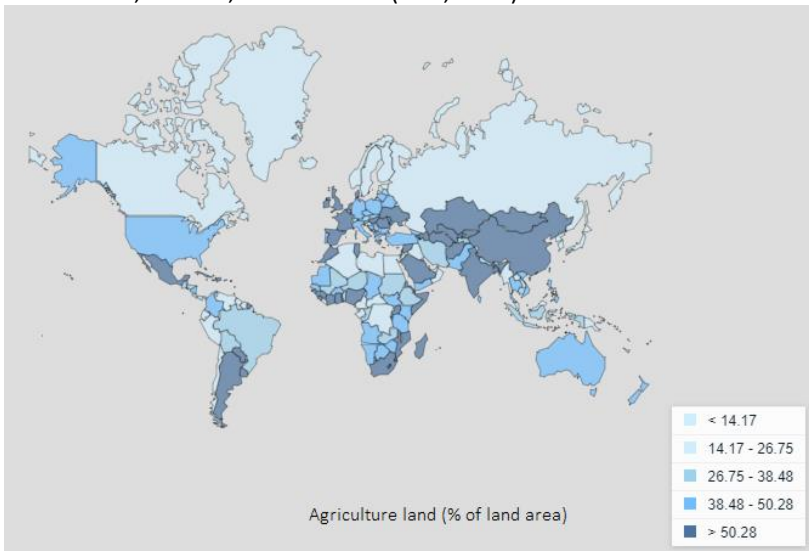 Agriculture land (% of land area)
< 14.17
14.17 - 26.75
26.75 - 38.48
38.48 - 50.28
> 50.28